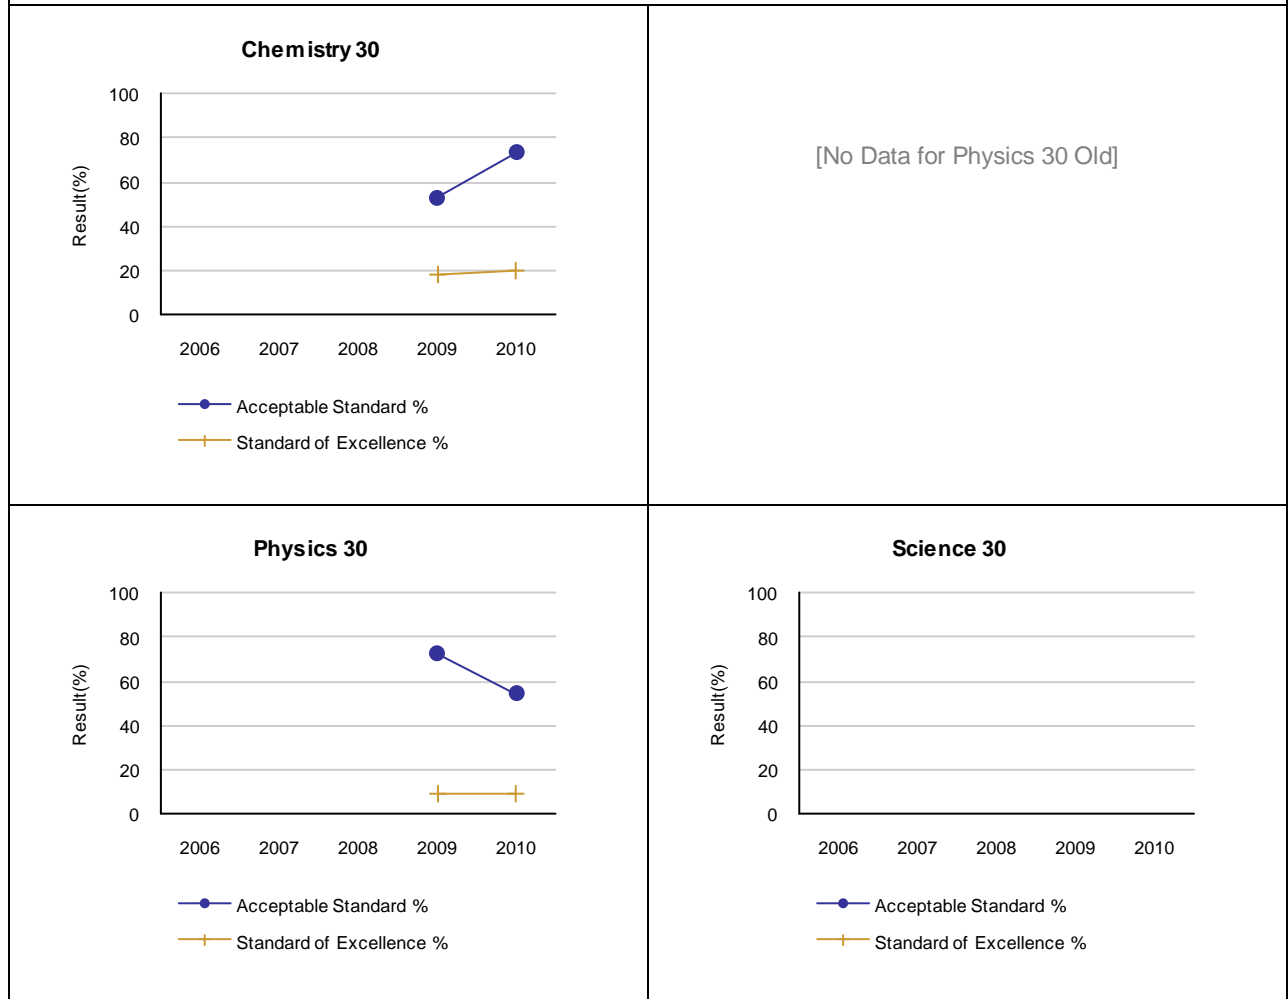 Chemistry 30
100
80
60
40
20
0
Result(%)
2006 2007 2008 2009 2010
Acceptable Standard %
Standard of Excellence %
[No Data for Physics 30 Old]
Physics 30
100
80
60
40
20
0
Result(%)
2006 2007 2008 2009 2010
Acceptable Standard %
Standard of Excellence %
Science 30
100
80
60
40
20
0
Result(%)
2006 2007 2008 2009 2010
Acceptable Standard %
Standard of Excellence %